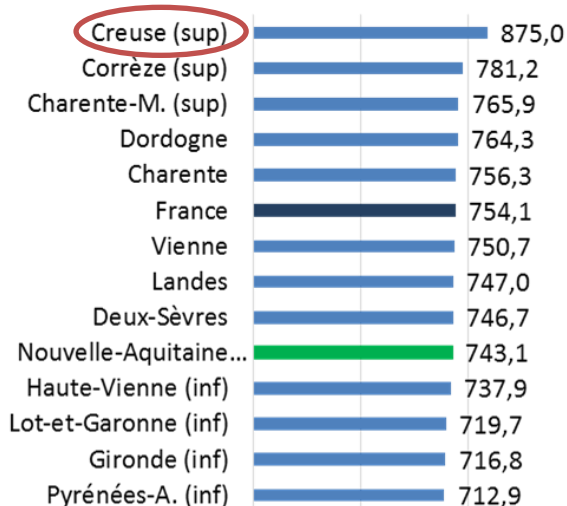 Creuse (sup) 875,0
Corrèze (sup) 781,2
Charente-M. (sup) 765,9
Dordogne 764,3
Charente 756,3
France 754,1
Vienne 750,7
Landes 747,0
Deux-Sèvres 746,7
Nouvelle-Aquitaine... 743,1
Haute-Vienne (inf) 737,9
Lot-et-Garonne (inf) 719,7
Gironde (inf) 716,8
Pyrénées-A. (inf) 712,9